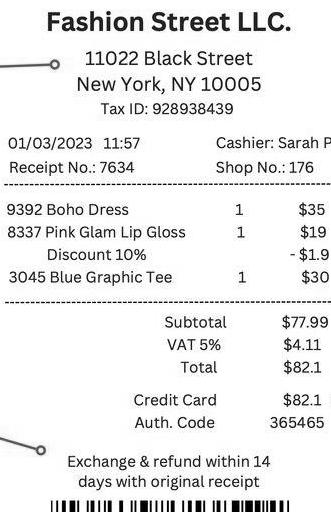 Fashion Street LLC.
11022 Black Street
New York, NY 10005
Tax ID: 928938439
01/03/2023 11:57 Cashier: Sarah P
Receipt No.: 7634 Shop No.: 176
9392 Boho Dress 1 $35
8337 Pink Glam Lip Gloss 1 $19
Discount 10% - $1.9
3045 Blue Graphic Tee 1 $30
Subtotal $77.99
VAT 5% $4.11
Total $82.1
Credit Card $82.1
Auth. Code 365465
Exchange & refund within 14
days with original receipt